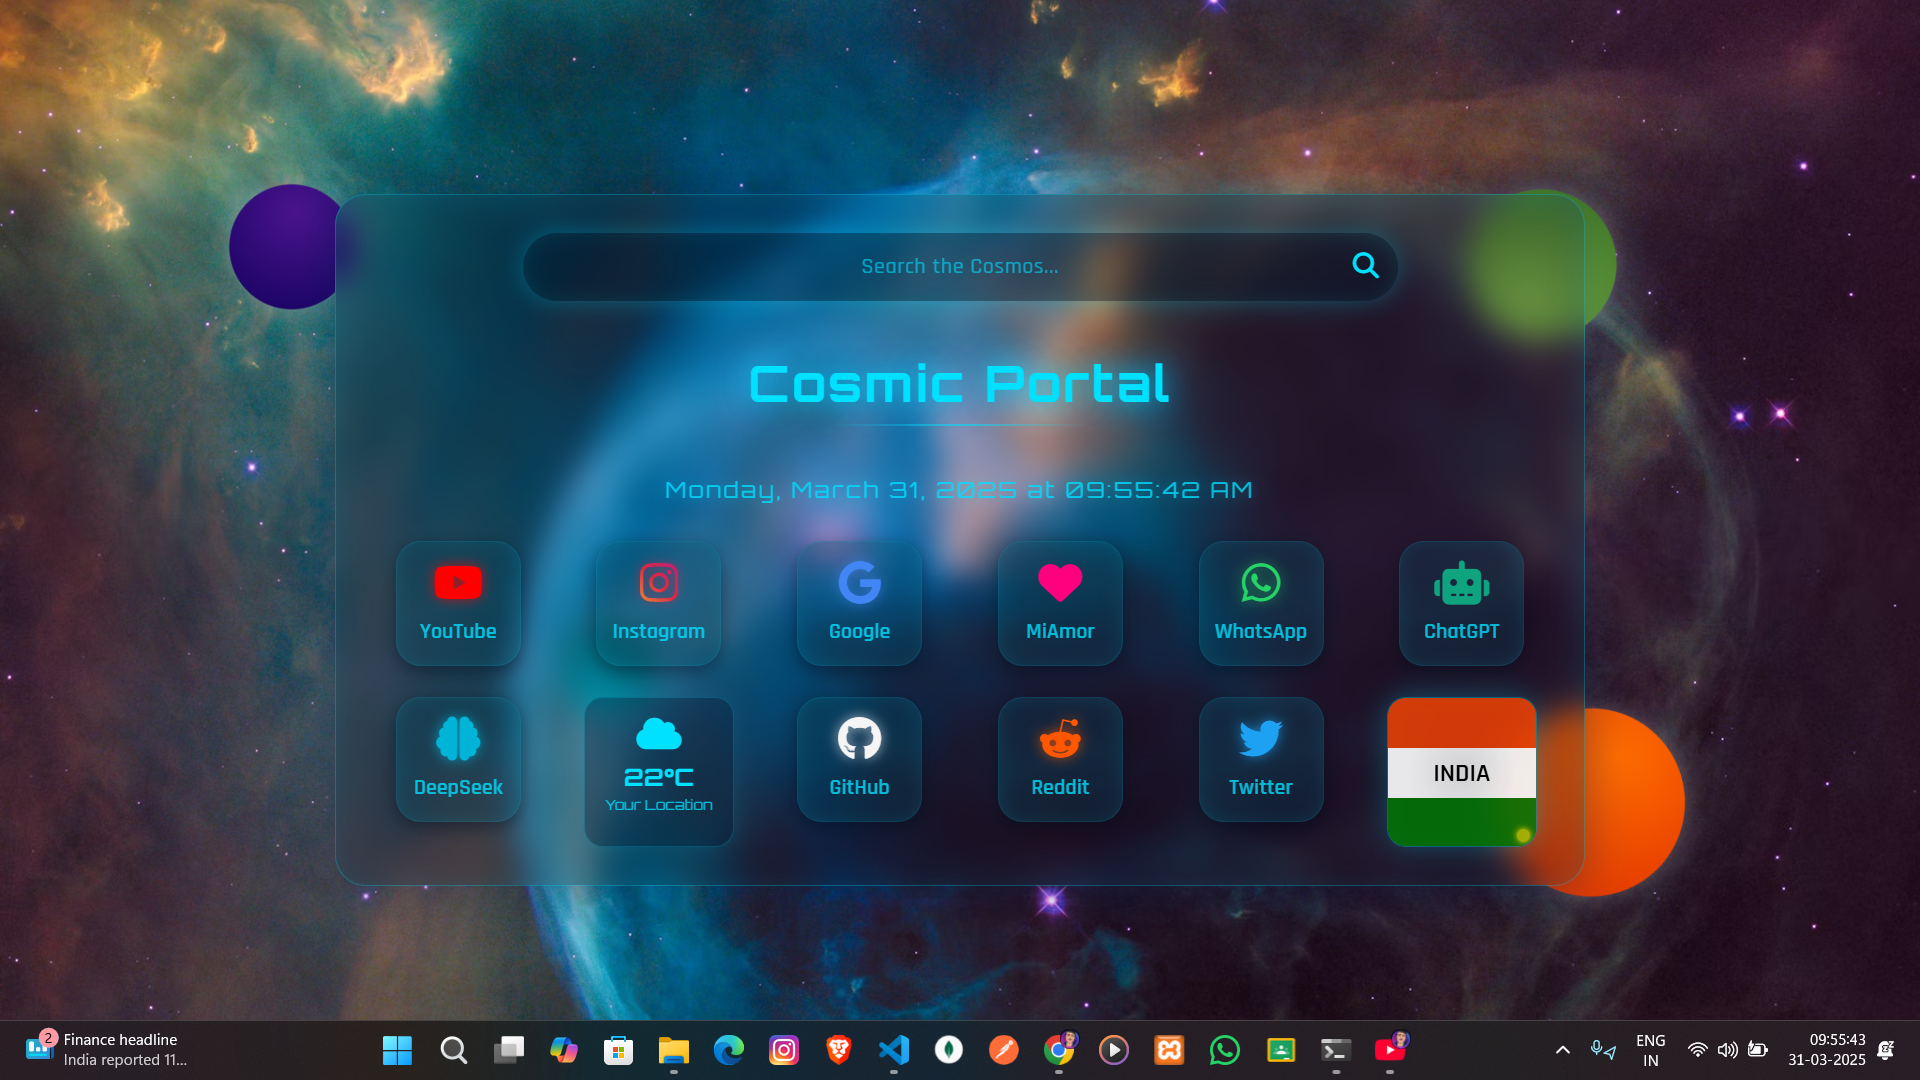 Search the Cosmos...
Cosmic Portal
Monday, March 31, 2025 at 09:55:42 AM
YouTube
Instagram
Google
MiAmor
WhatsApp
ChatGPT
DeepSeek
22°C
Your Location
GitHub
Reddit
Twitter
INDIA
2
Finance headline
India reported 11...
ENG
IN
09:55:43
31-03-2025